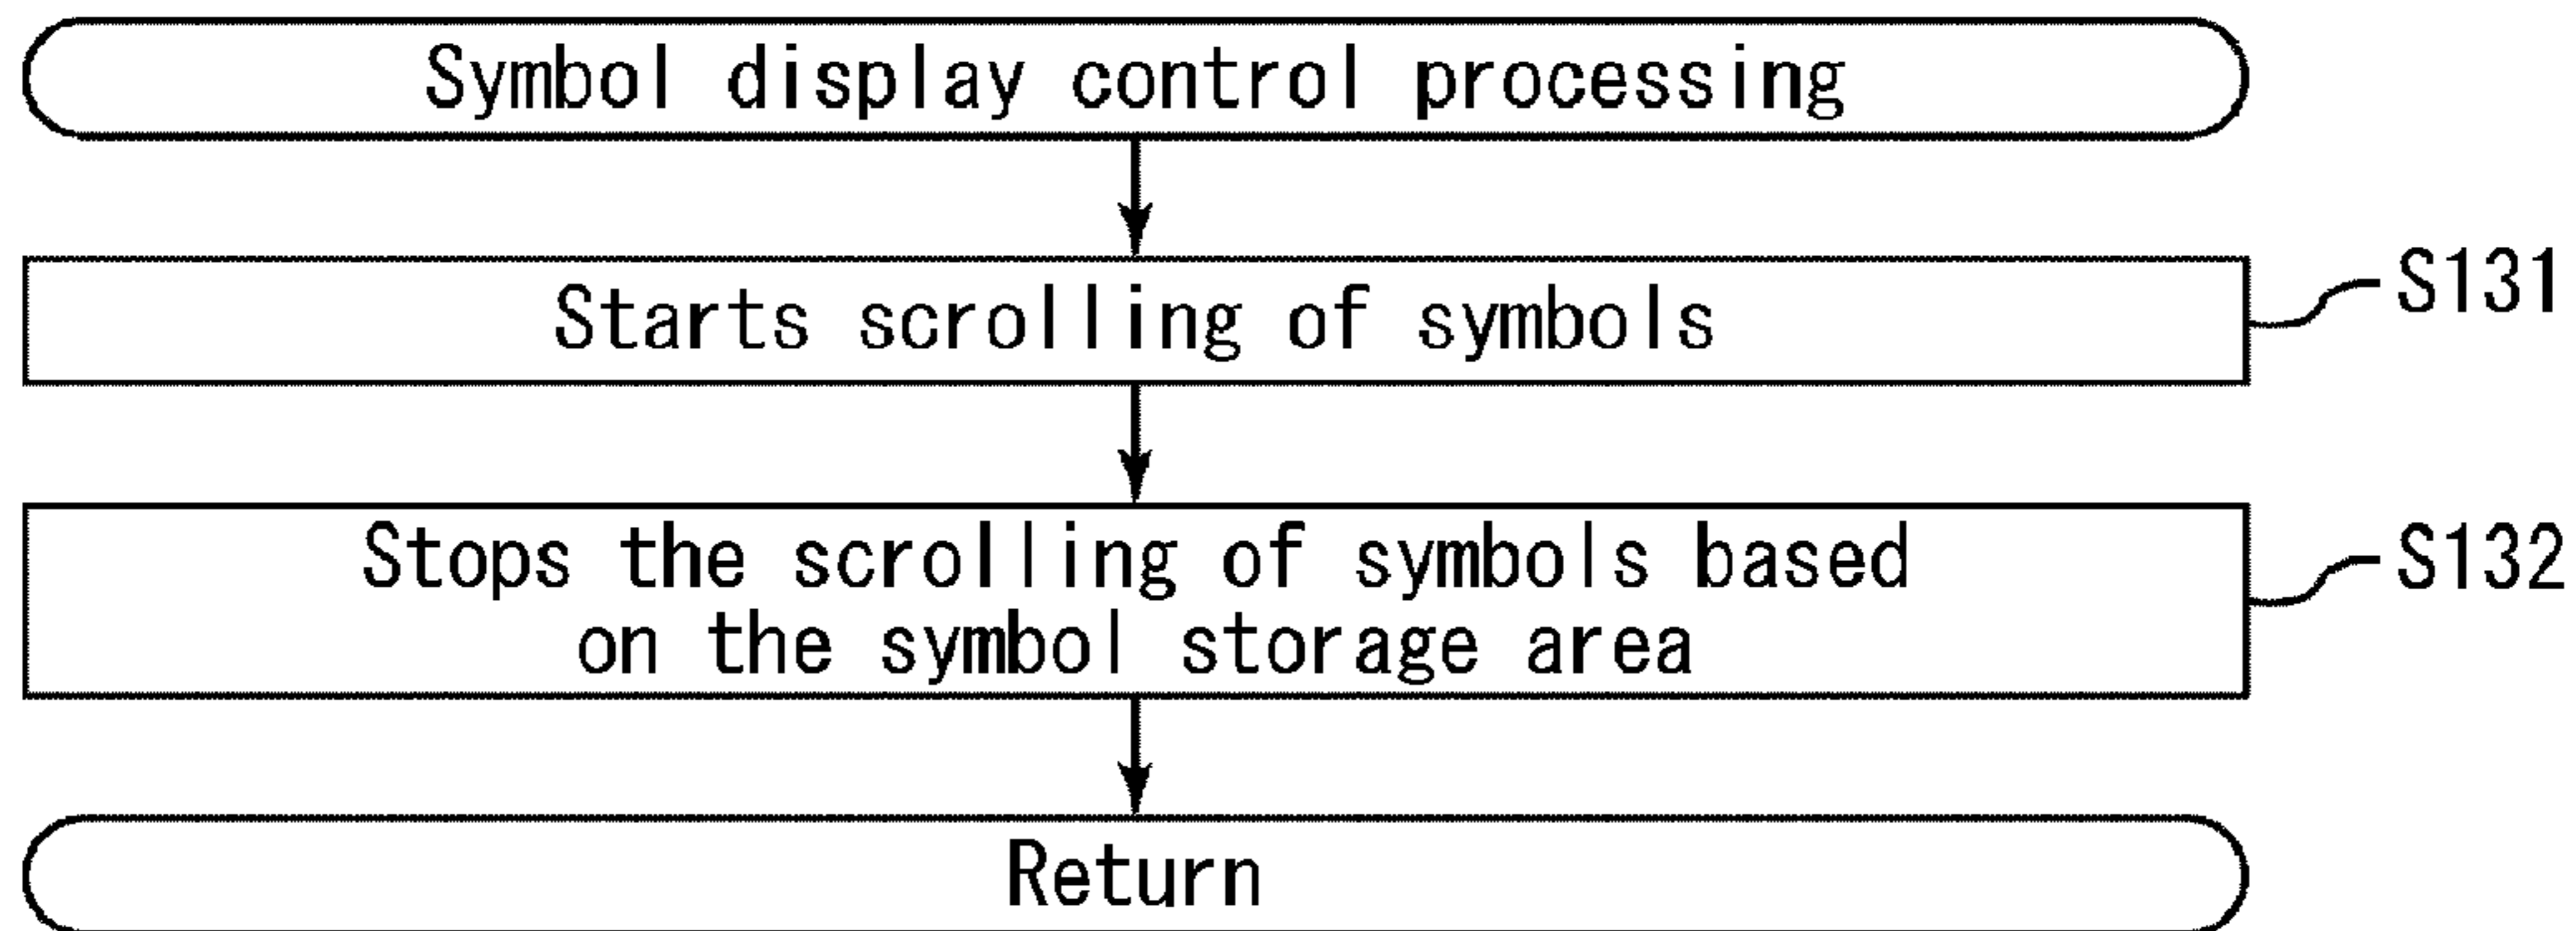 Symbol display control processing
Starts scrolling of symbols
S131
Stops the scrolling of symbols based
on the symbol storage area
S132
Return